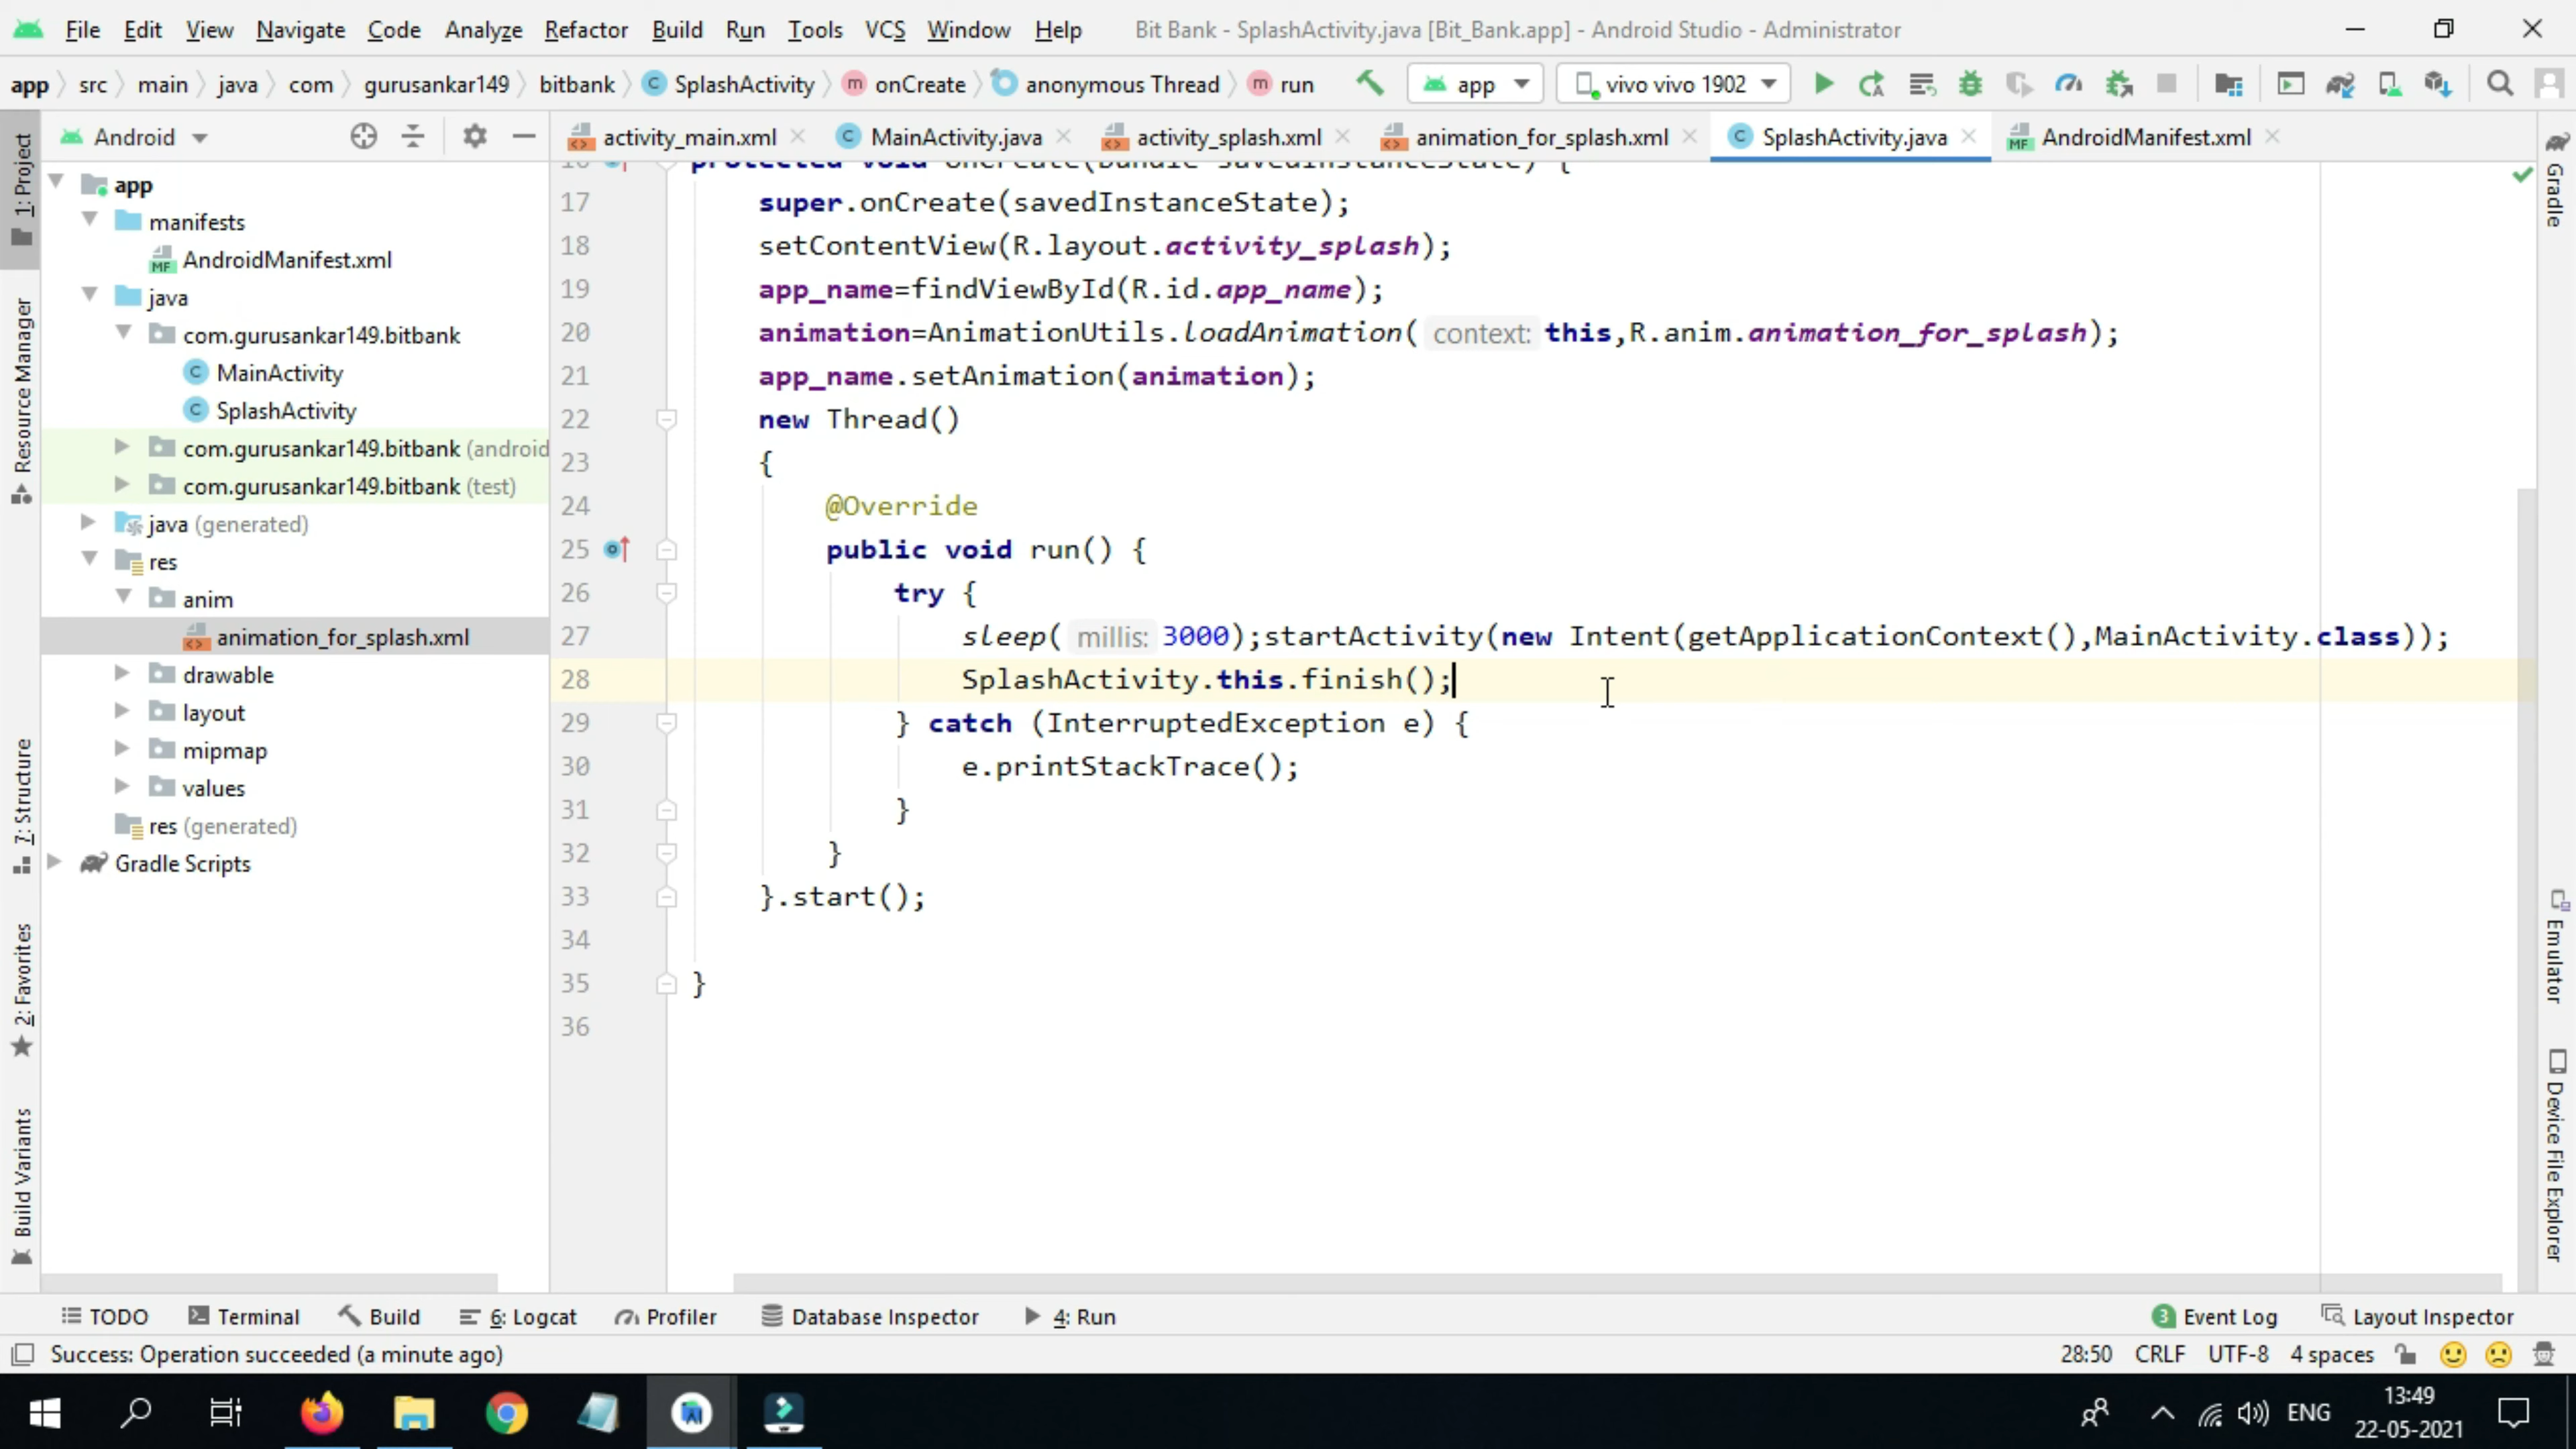 File Edit View Navigate Code Analyze Refactor Build Run Tools VCS Window Help Bit Bank - SplashActivity.java [Bit_Bank.app] - Android Studio - Administrator
app src main java com gurusankar149 bitbank C SplashActivity m onCreate anonymous Thread m run app vivo vivo 1902
Android activity_main.xml C MainActivity.java activity_splash.xml animation_for_splash.xml C SplashActivity.java MF AndroidManifest.xml
1: Project
Resource Manager
7: Structure
2: Favorites
Build Variants
app
manifests
MF AndroidManifest.xml
java
com.gurusankar149.bitbank
C MainActivity
C SplashActivity
com.gurusankar149.bitbank (android
com.gurusankar149.bitbank (test)
java (generated)
res
anim
animation_for_splash.xml
drawable
layout
mipmap
values
res (generated)
Gradle Scripts
16 protected void onCreate(Bundle savedInstanceState) {
17 super.onCreate(savedInstanceState);
18 setContentView(R.layout.activity_splash);
19 app_name=findViewById(R.id.app_name);
20 animation=AnimationUtils.loadAnimation( context: this,R.anim.animation_for_splash);
21 app_name.setAnimation(animation);
22 new Thread()
23 {
24 @Override
25 public void run() {
26 try {
27 sleep( millis: 3000);startActivity(new Intent(getApplicationContext(),MainActivity.class));
28 SplashActivity.this.finish();
29 } catch (InterruptedException e) {
30 e.printStackTrace();
31 }
32 }
33 }.start();
34
35 }
36
Gradle
Emulator
Device File Explorer
TODO Terminal Build 6: Logcat Profiler Database Inspector 4: Run 3 Event Log Layout Inspector
Success: Operation succeeded (a minute ago) 28:50 CRLF UTF-8 4 spaces
ENG 13:49
22-05-2021